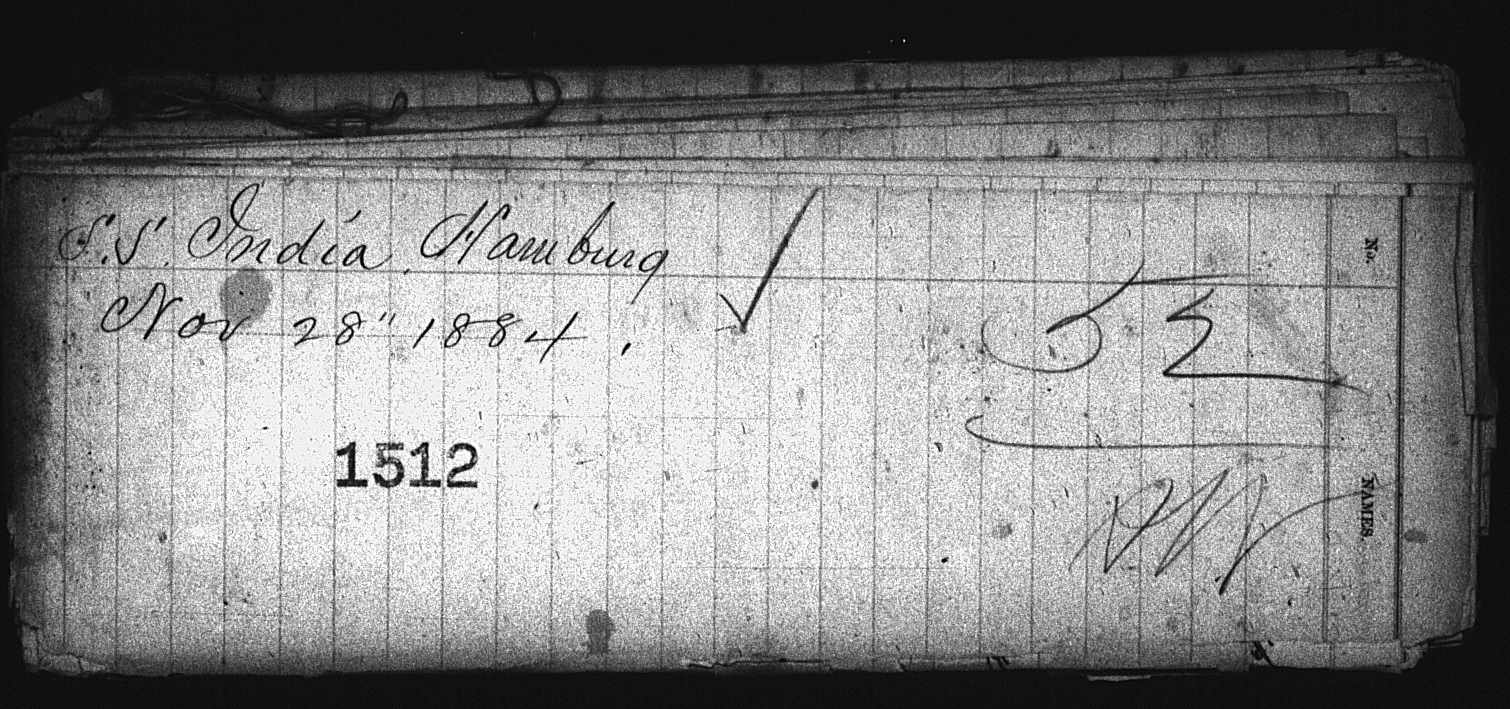 S.S. India. Hamburg
Nov 28" 1884.
1512
No.
NAMES.